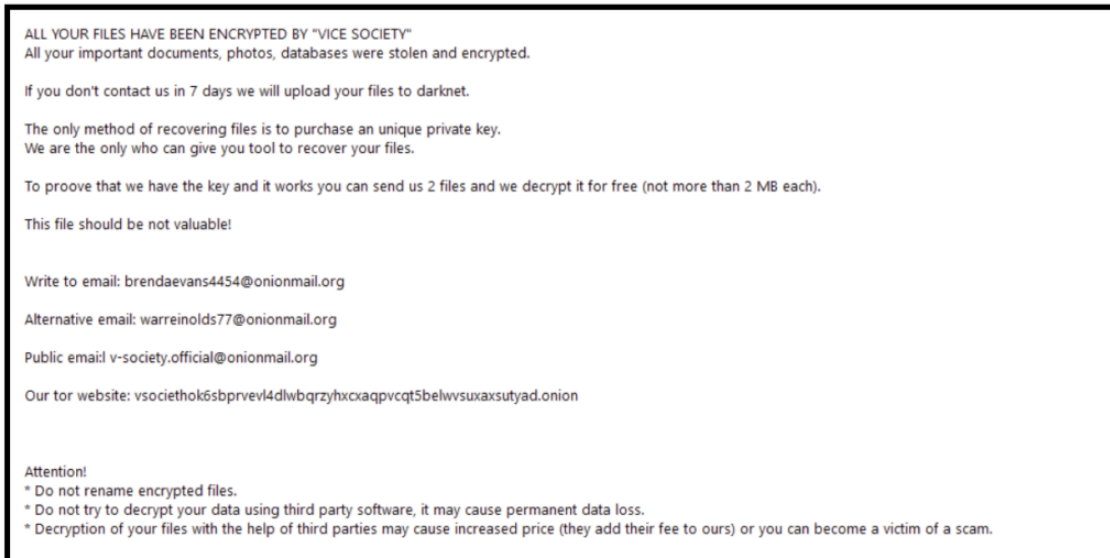 ALL YOUR FILES HAVE BEEN ENCRYPTED BY "VICE SOCIETY"
All your important documents, photos, databases were stolen and encrypted.
If you don't contact us in 7 days we will upload your files to darknet.
The only method of recovering files is to purchase an unique private key.
We are the only who can give you tool to recover your files.
To proove that we have the key and it works you can send us 2 files and we decrypt it for free (not more than 2 MB each).
This file should be not valuable!
Write to email: brendaevans4454@onionmail.org
Alternative email: warreinolds77@onionmail.org
Public emai:l v-society.official@onionmail.org
Our tor website: vsociethok6sbprvevl4dlwbqrzyhxcxaqpvcqt5belwvsuxaxsutyad.onion
Attention!
* Do not rename encrypted files.
* Do not try to decrypt your data using third party software, it may cause permanent data loss.
* Decryption of your files with the help of third parties may cause increased price (they add their fee to ours) or you can become a victim of a scam.